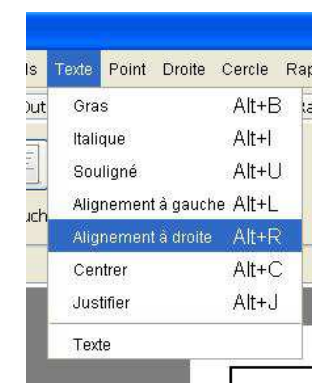 Texte Point Droite Cercle
Gras Alt+B
Italique Alt+I
Souligné Alt+U
Alignement à gauche Alt+L
Alignement à droite Alt+R
Centrer Alt+C
Justifier Alt+J
Texte